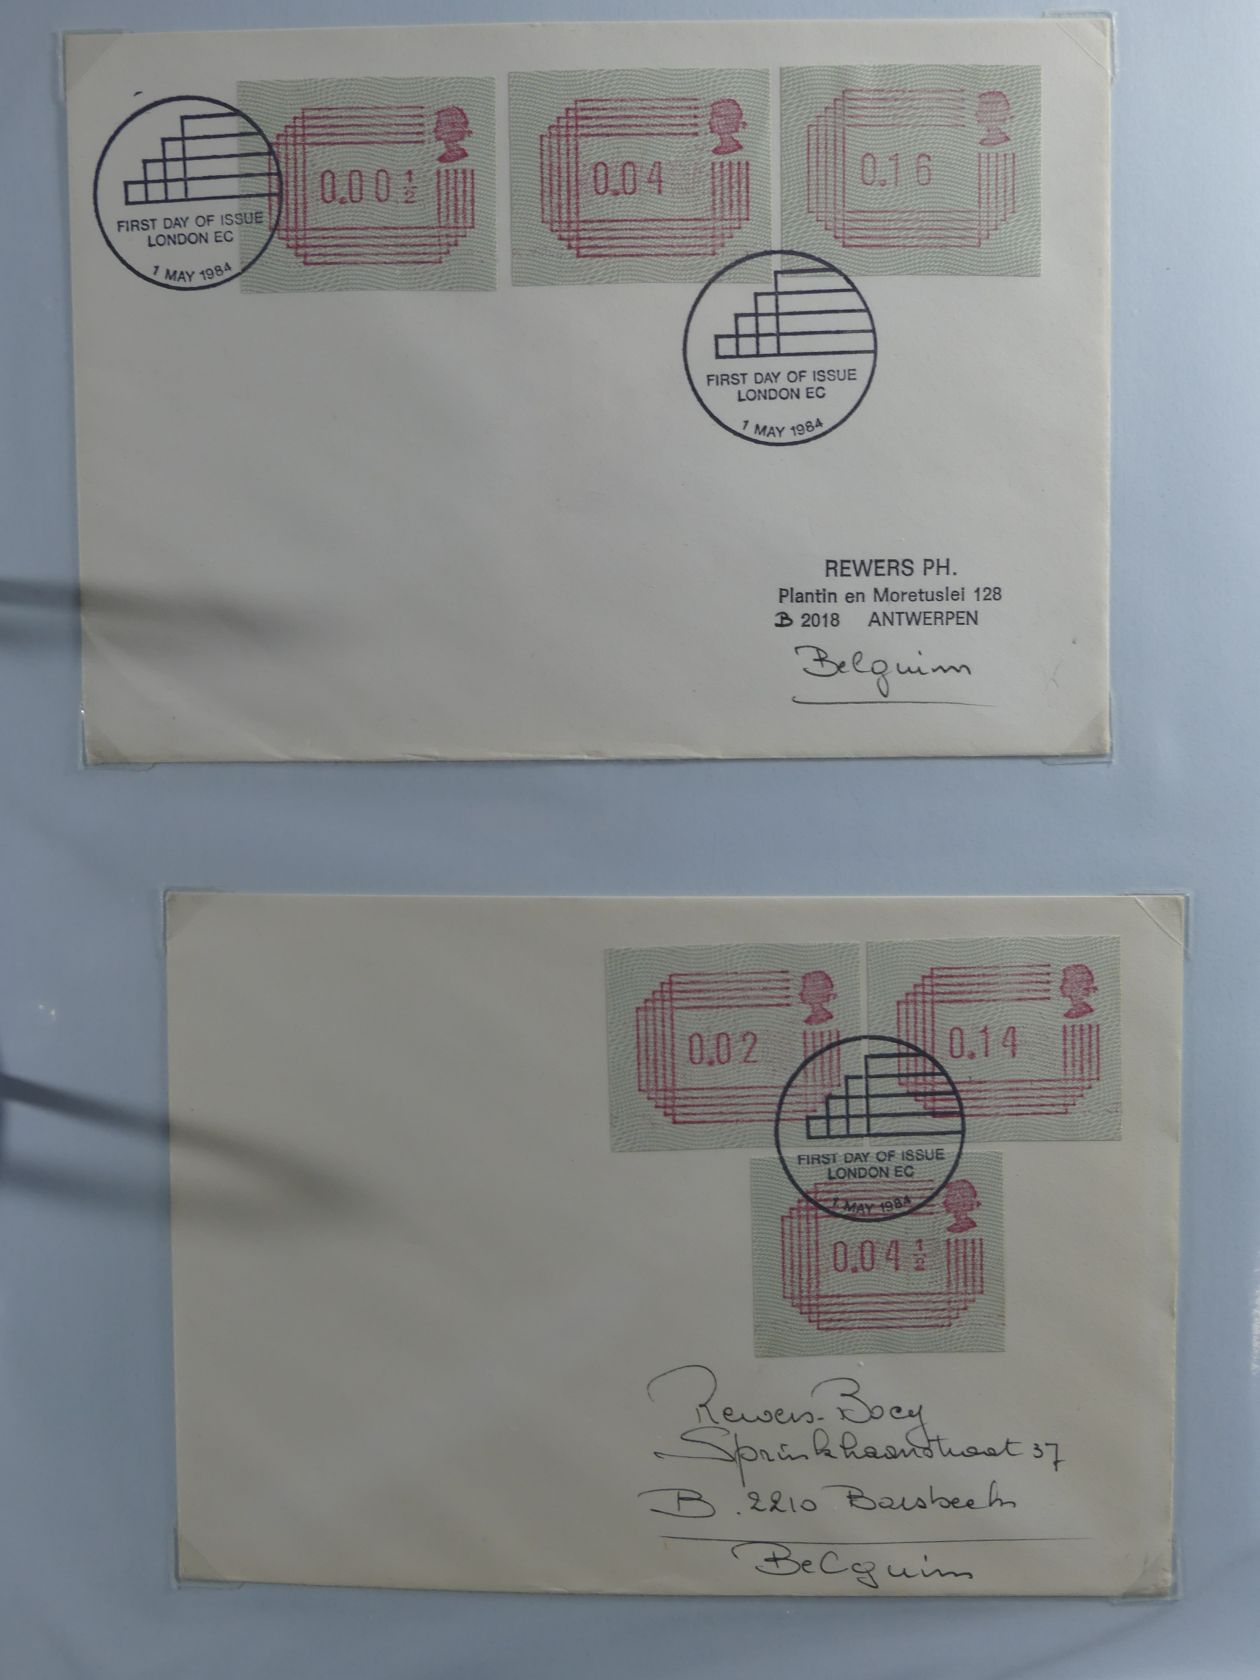 0.00½
0.04
0.16
FIRST DAY OF ISSUE
LONDON EC
1 MAY 1984
FIRST DAY OF ISSUE
LONDON EC
1 MAY 1984
REWERS PH.
Plantin en Moretuslei 128
B 2018 ANTWERPEN
Belguim
0.02
0.14
FIRST DAY OF ISSUE
LONDON EC
1 MAY 1984
0.04½
Rewers-Bocy
Sprinkhaanstraat 37
B. 2210 Borsbeek
Belguim